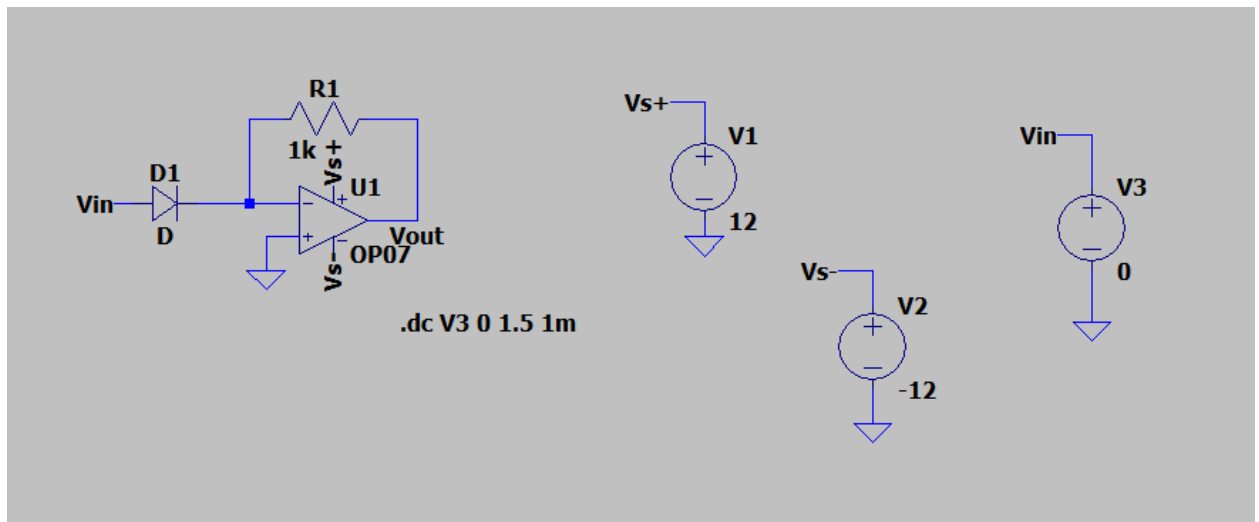 R1
1k
Vs+
D1
Vin
D
U1
Vout
OP07
Vs-
.dc V3 0 1.5 1m
Vs+
V1
12
Vs-
V2
-12
Vin
V3
0